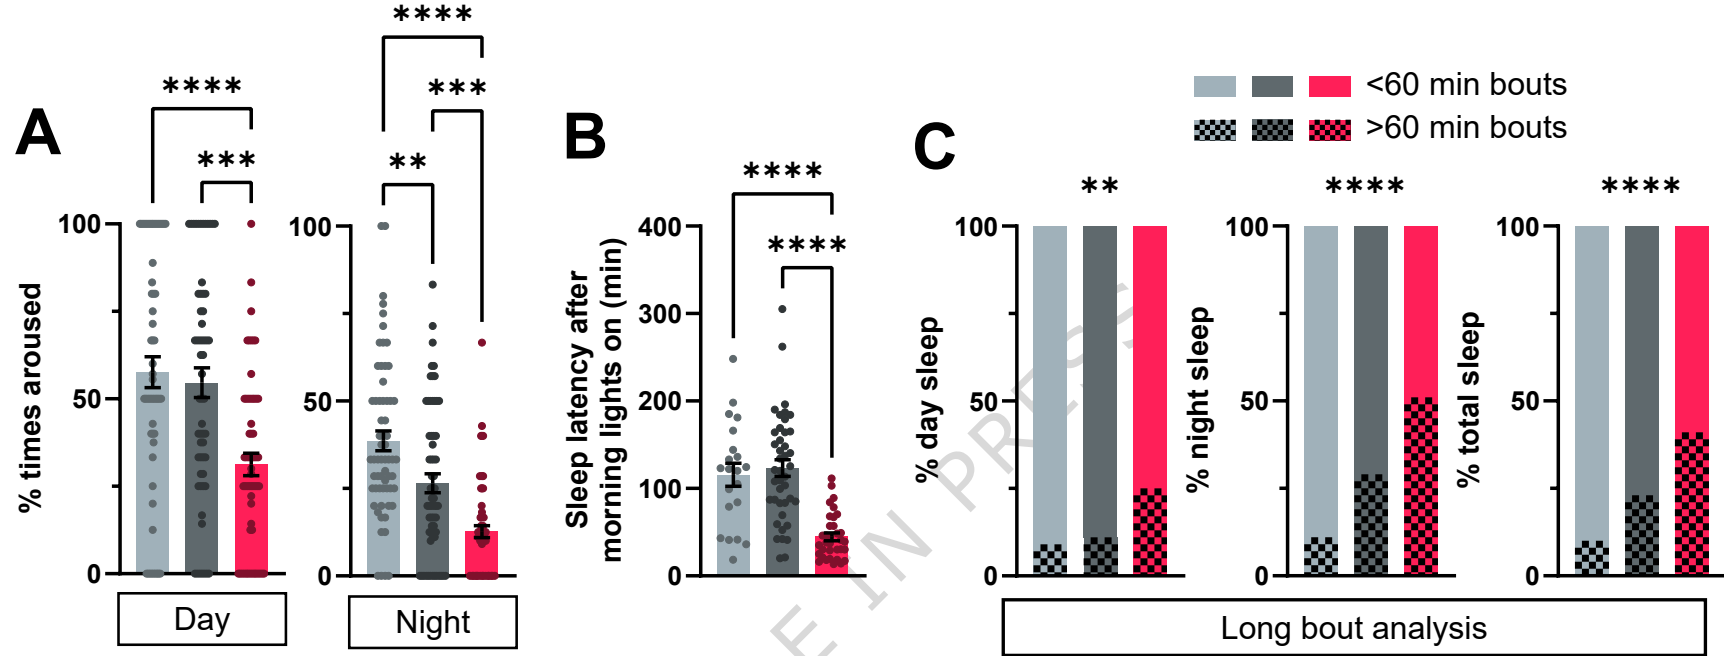 <60 min bouts
>60 min bouts
A
****
***
% times aroused
100
50
0
Day
****
***
**
100
50
0
Night
B
****
****
Sleep latency after
morning lights on (min)
400
300
200
100
0
C
**
% day sleep
100
50
0
****
% night sleep
100
50
0
****
% total sleep
100
50
0
Long bout analysis
E IN PRESS